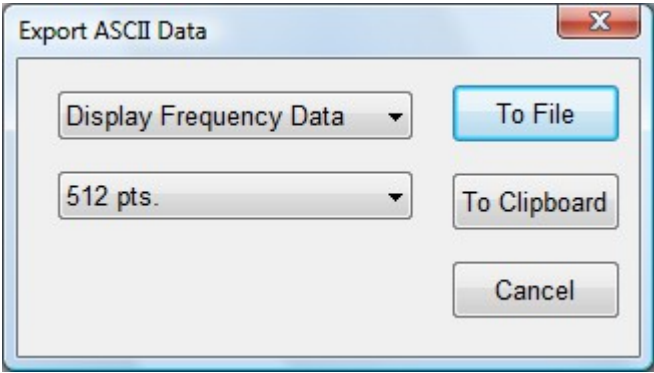 Export ASCII Data
Display Frequency Data
To File
512 pts.
To Clipboard
Cancel